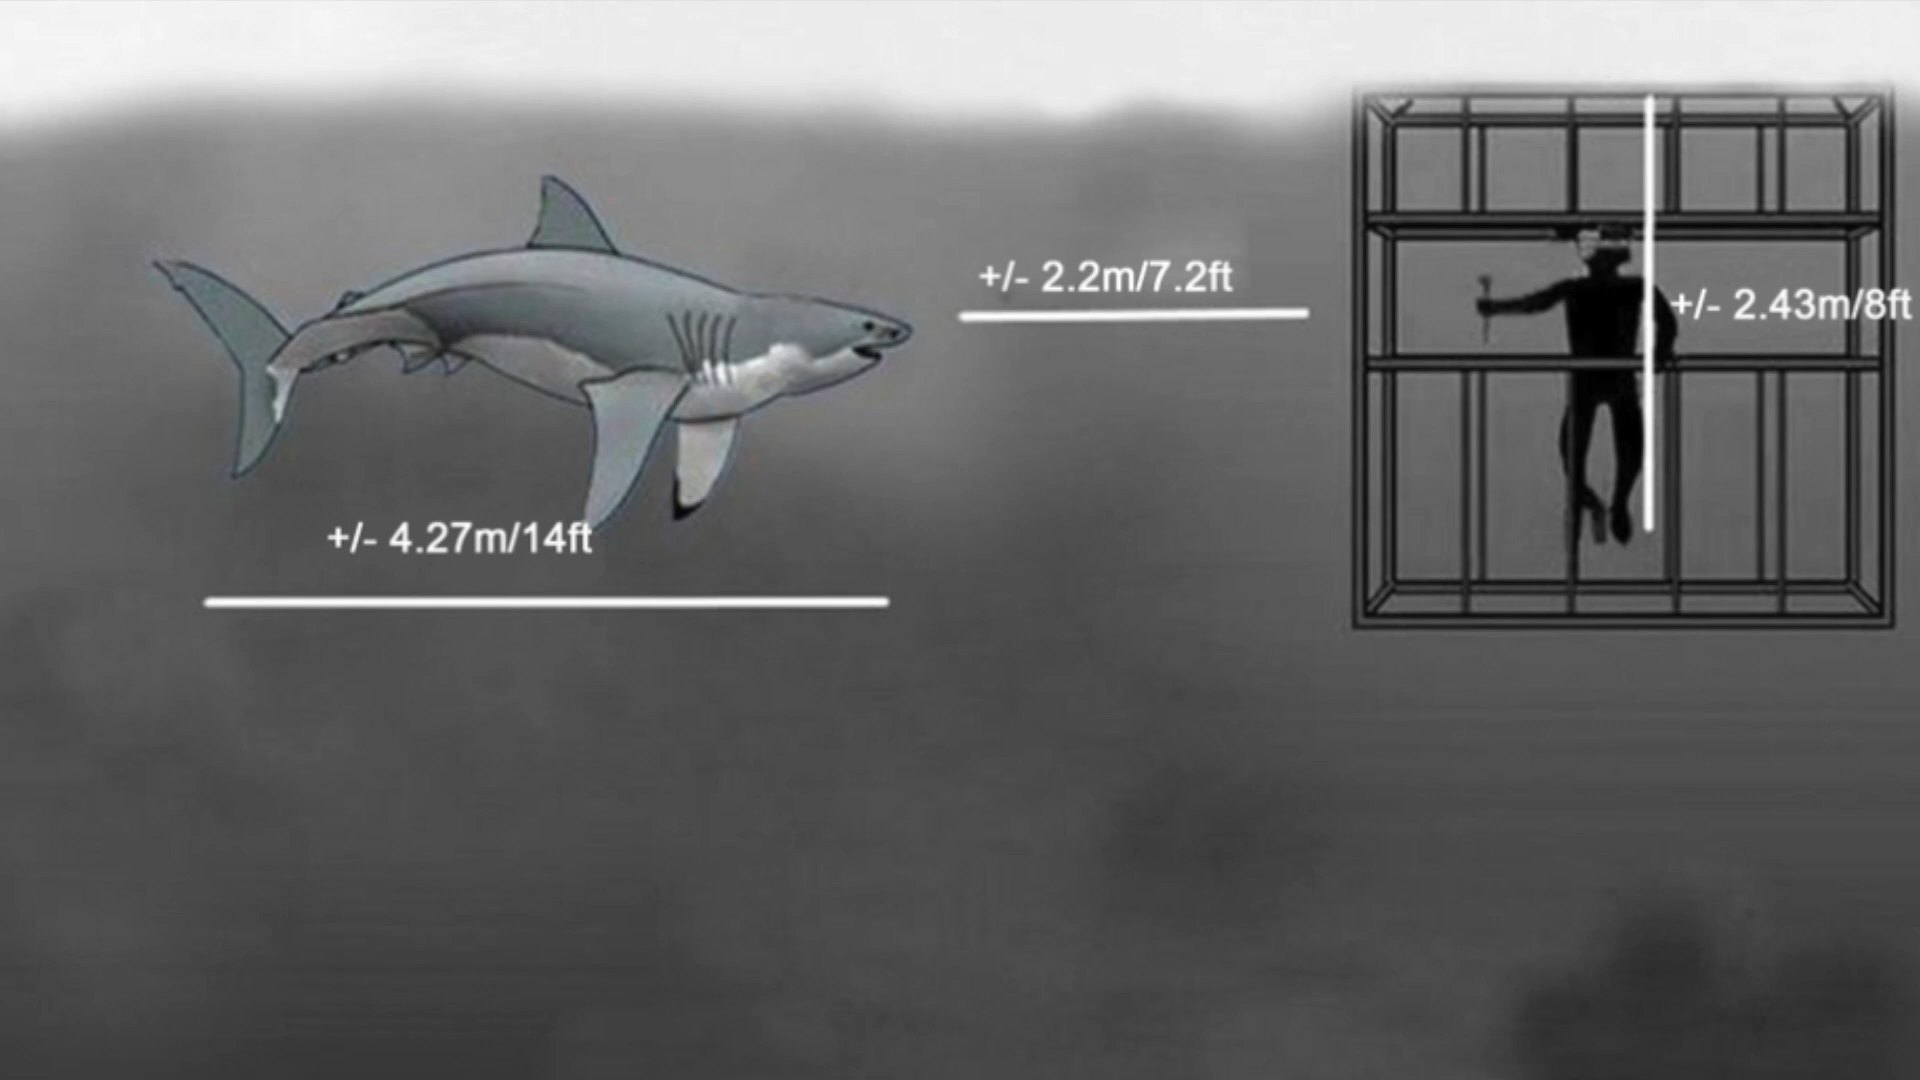 +/- 2.2m/7.2ft
+/- 2.43m/8ft
+/- 4.27m/14ft